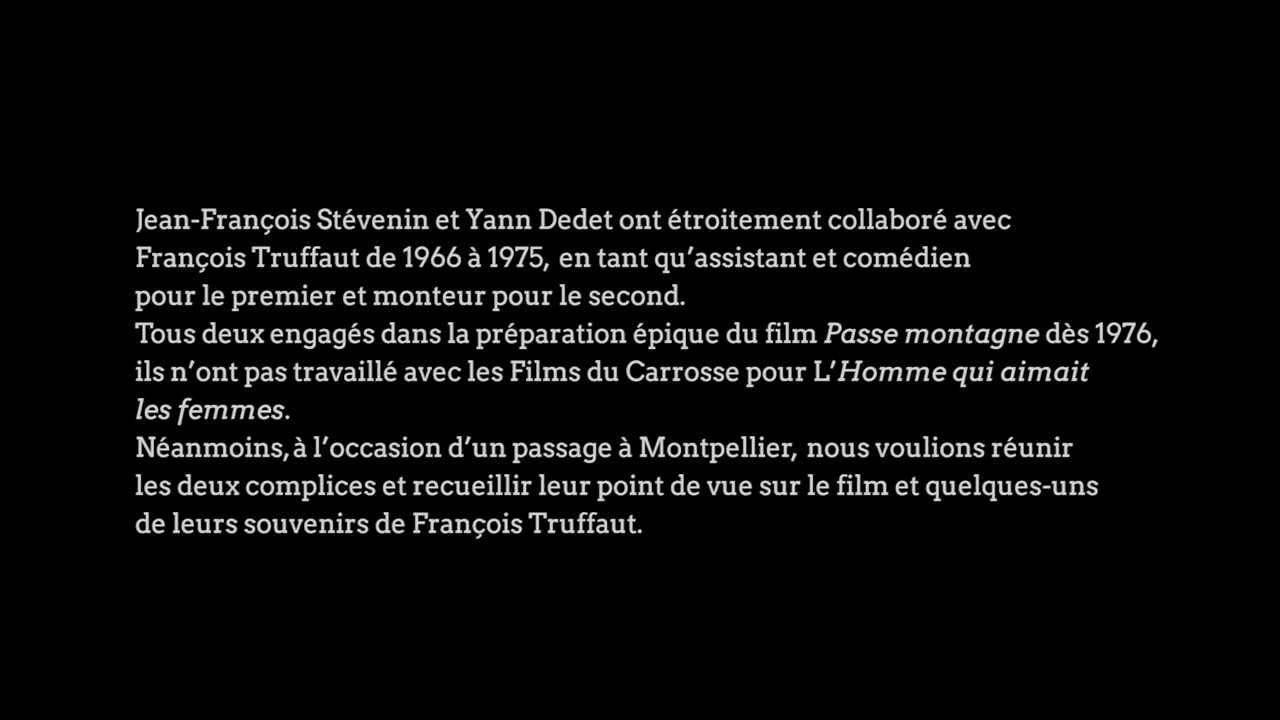 Jean-François Stévenin et Yann Dedet ont étroitement collaboré avec
François Truffaut de 1966 à 1975, en tant qu’assistant et comédien
pour le premier et monteur pour le second.
Tous deux engagés dans la préparation épique du film Passe montagne dès 1976,
ils n’ont pas travaillé avec les Films du Carrosse pour L’Homme qui aimait
les femmes.
Néanmoins, à l’occasion d’un passage à Montpellier, nous voulions réunir
les deux complices et recueillir leur point de vue sur le film et quelques-uns
de leurs souvenirs de François Truffaut.